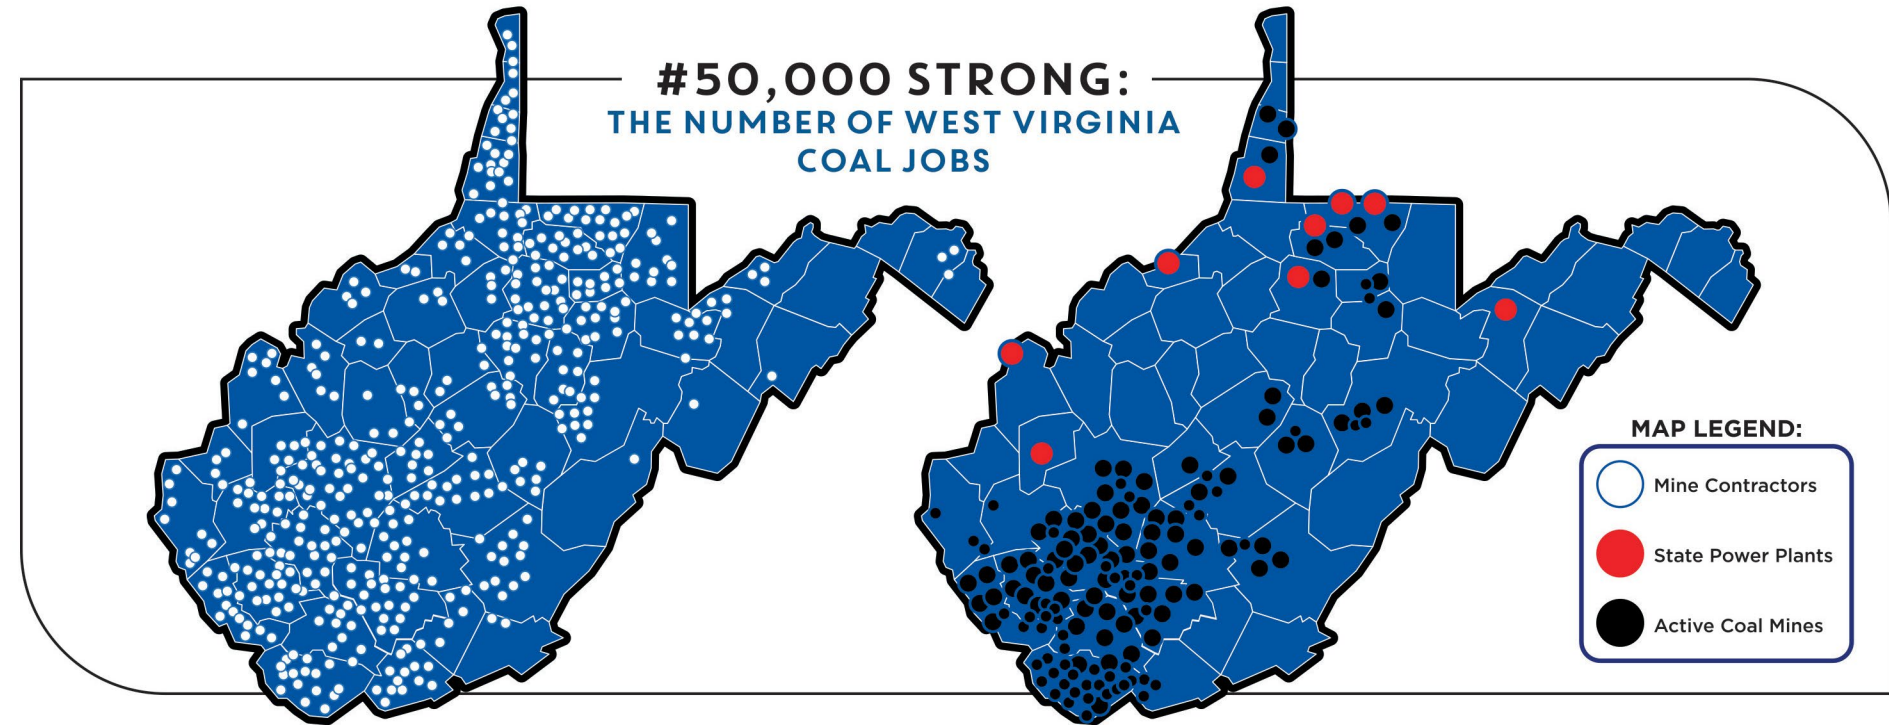 #50,000 STRONG:
THE NUMBER OF WEST VIRGINIA
COAL JOBS
MAP LEGEND:
Mine Contractors
State Power Plants
Active Coal Mines